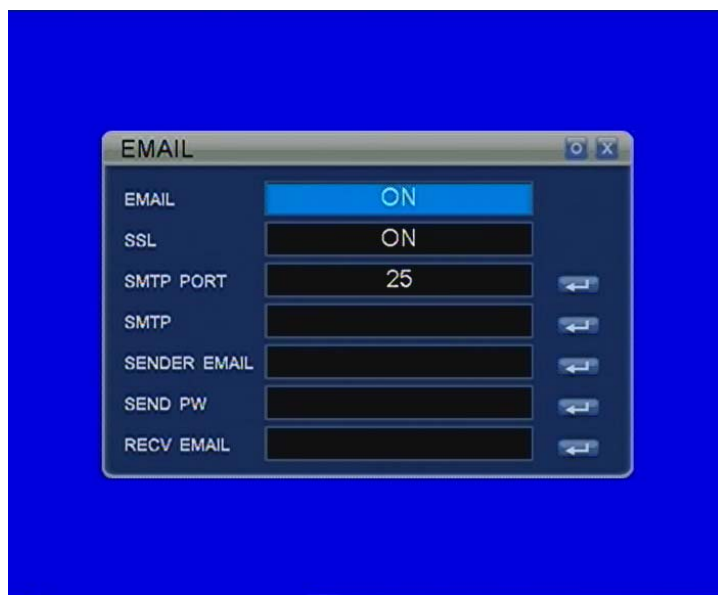 EMAIL O X
EMAIL ON
SSL ON
SMTP PORT 25
SMTP
SENDER EMAIL
SEND PW
RECV EMAIL